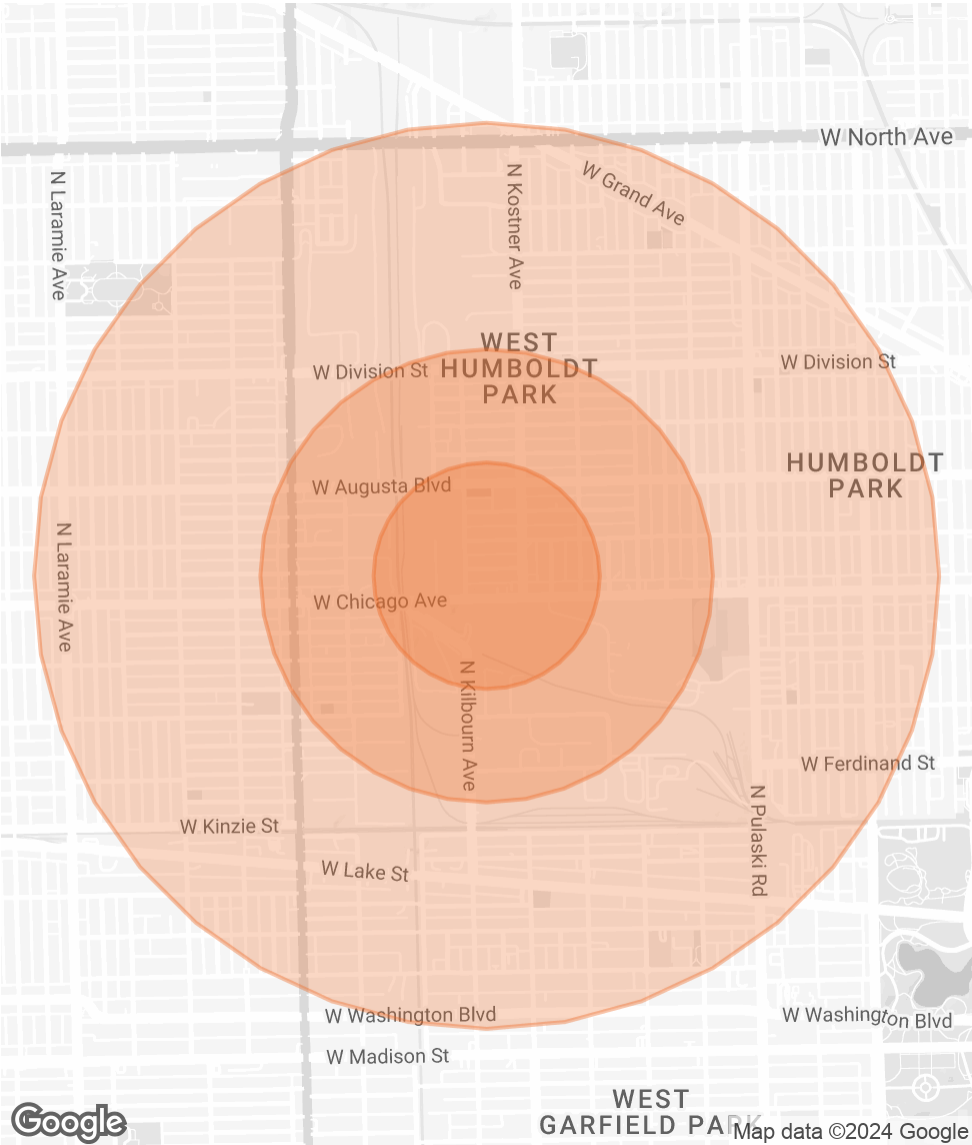 W North Ave
N Laramie Ave
N Kostner Ave
W Grand Ave
WEST
HUMBOLDT
PARK
W Division St
W Division St
HUMBOLDT
PARK
W Augusta Blvd
N Laramie Ave
W Chicago Ave
N Kilbourn Ave
W Ferdinand St
N Pulaski Rd
W Kinzie St
W Lake St
W Washington Blvd
W Washington Blvd
W Madison St
WEST
GARFIELD PARK
Google
Map data ©2024 Google